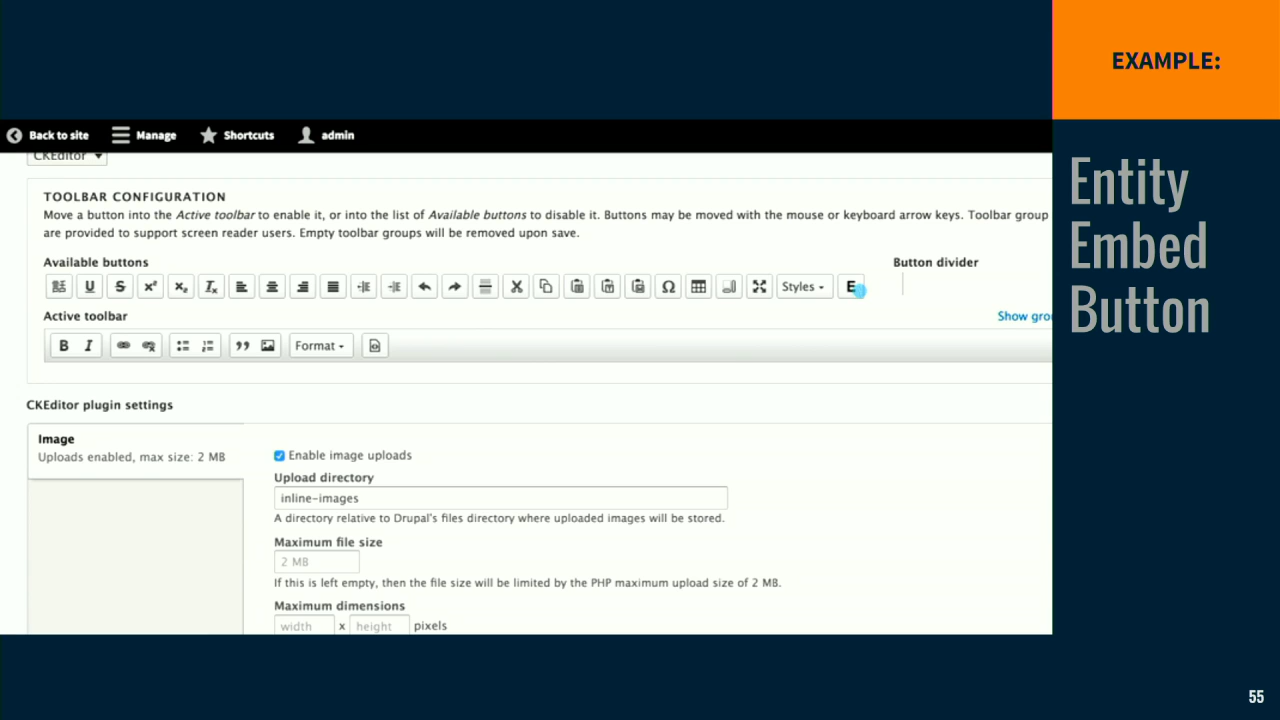 EXAMPLE:
Entity
Embed
Button
Back to site Manage Shortcuts admin
CKEditor
TOOLBAR CONFIGURATION
Move a button into the Active toolbar to enable it, or into the list of Available buttons to disable it. Buttons may be moved with the mouse or keyboard arrow keys. Toolbar group
are provided to support screen reader users. Empty toolbar groups will be removed upon save.
Available buttons Button divider
U S x² x₂ Tx Ω Styles E
Active toolbar Show gro
B I Format
CKEditor plugin settings
Image
Uploads enabled, max size: 2 MB
Enable image uploads
Upload directory
inline-images
A directory relative to Drupal's files directory where uploaded images will be stored.
Maximum file size
2 MB
If this is left empty, then the file size will be limited by the PHP maximum upload size of 2 MB.
Maximum dimensions
width x height pixels
55